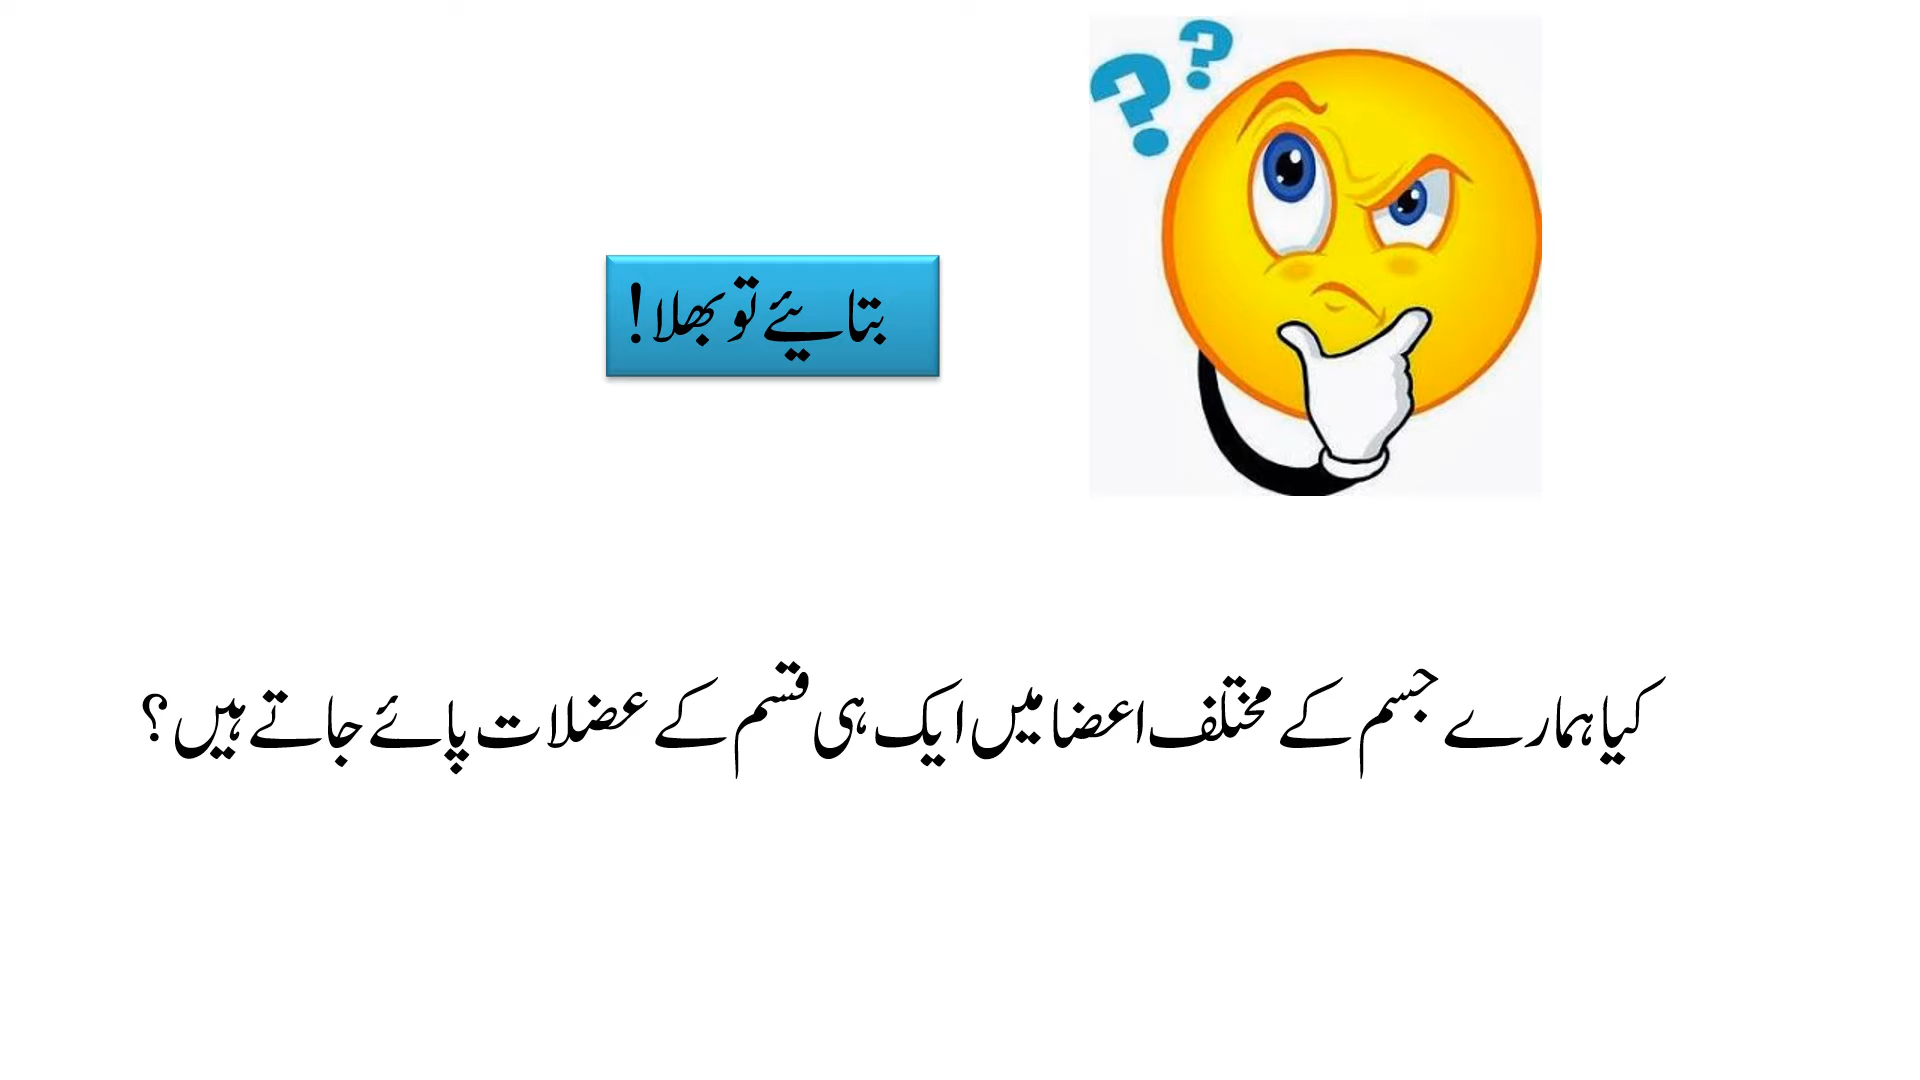 ??
بتایئے تو بھلا!
کیا ہمارے جسم کے مختلف اعضا میں ایک ہی قسم کے عضلات پائے جاتے ہیں؟